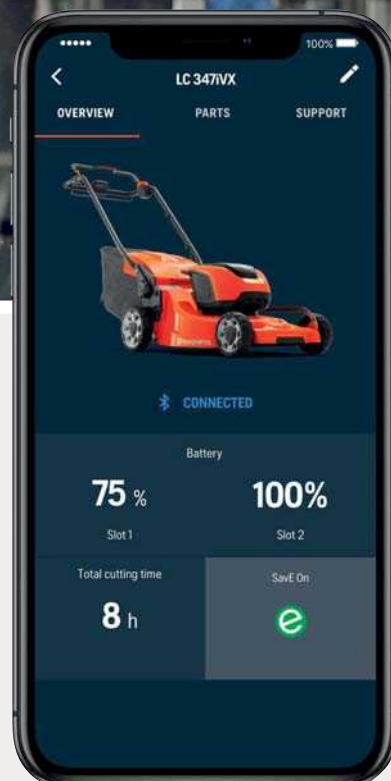 100%
LC 347iVX
OVERVIEW PARTS SUPPORT
Husqvarna
CONNECTED
Battery
75 % 100%
Slot 1 Slot 2
Total cutting time SavE On
8 h e